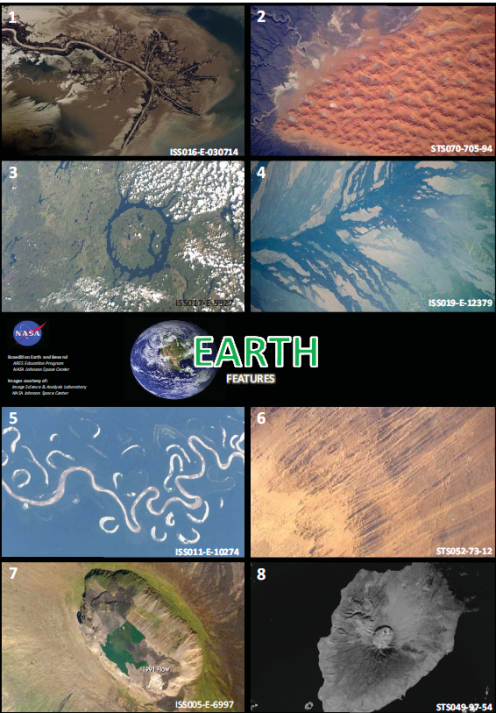 1
ISS016-E-030714
2
STS070-705-94
3
ISS017-E-9927
4
ISS019-E-12379
NASA
Expedition Earth and Beyond
ARES Education Program
NASA Johnson Space Center
Images courtesy of:
Image Science & Analysis Laboratory
NASA Johnson Space Center
EARTH
FEATURES
5
ISS011-E-10274
6
STS052-73-12
7
1991 Flow
ISS005-E-6997
8
STS049-97-54